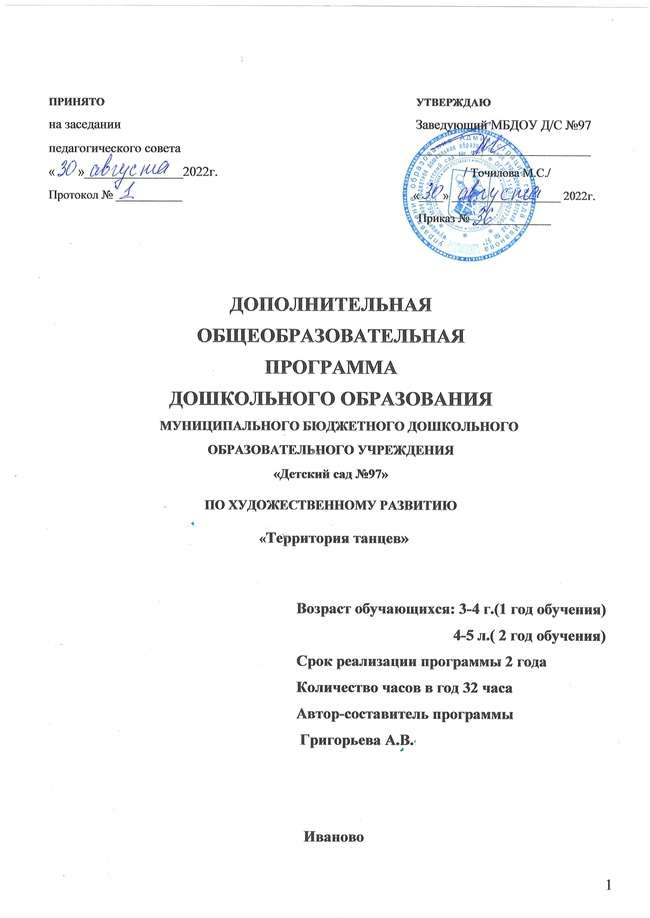 ПРИНЯТО
на заседании
педагогического совета
«30» августа 2022г.
Протокол № 1
УТВЕРЖДАЮ
Заведующий МБДОУ Д/С №97
/ Точилова М.С./
«30» августа 2022г.
Приказ № 36
ДОПОЛНИТЕЛЬНАЯ
ОБЩЕОБРАЗОВАТЕЛЬНАЯ
ПРОГРАММА
ДОШКОЛЬНОГО ОБРАЗОВАНИЯ
МУНИЦИПАЛЬНОГО БЮДЖЕТНОГО ДОШКОЛЬНОГО
ОБРАЗОВАТЕЛЬНОГО УЧРЕЖДЕНИЯ
«Детский сад №97»
ПО ХУДОЖЕСТВЕННОМУ РАЗВИТИЮ
«Территория танцев»
Возраст обучающихся: 3-4 г.(1 год обучения)
4-5 л.( 2 год обучения)
Срок реализации программы 2 года
Количество часов в год 32 часа
Автор-составитель программы
Григорьева А.В.
Иваново
1